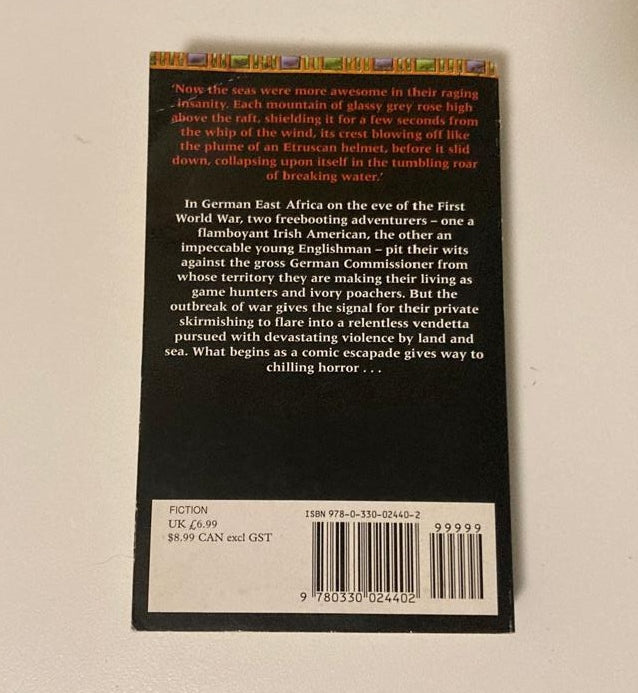 'Now the seas were more awesome in their raging
insanity. Each mountain of glassy grey rose high
above the raft, shielding it for a few seconds from
the whip of the wind, its crest blowing off like
the plume of an Etruscan helmet, before it slid
down, collapsing upon itself in the tumbling roar
of breaking water.'
In German East Africa on the eve of the First
World War, two freebooting adventurers – one a
flamboyant Irish American, the other an
impeccable young Englishman – pit their wits
against the gross German Commissioner from
whose territory they are making their living as
game hunters and ivory poachers. But the
outbreak of war gives the signal for their private
skirmishing to flare into a relentless vendetta
pursued with devastating violence by land and
sea. What begins as a comic escapade gives way to
chilling horror . . .
FICTION
UK £6.99
$8.99 CAN excl GST
ISBN 978-0-330-02440-2
99999
9 780330 024402